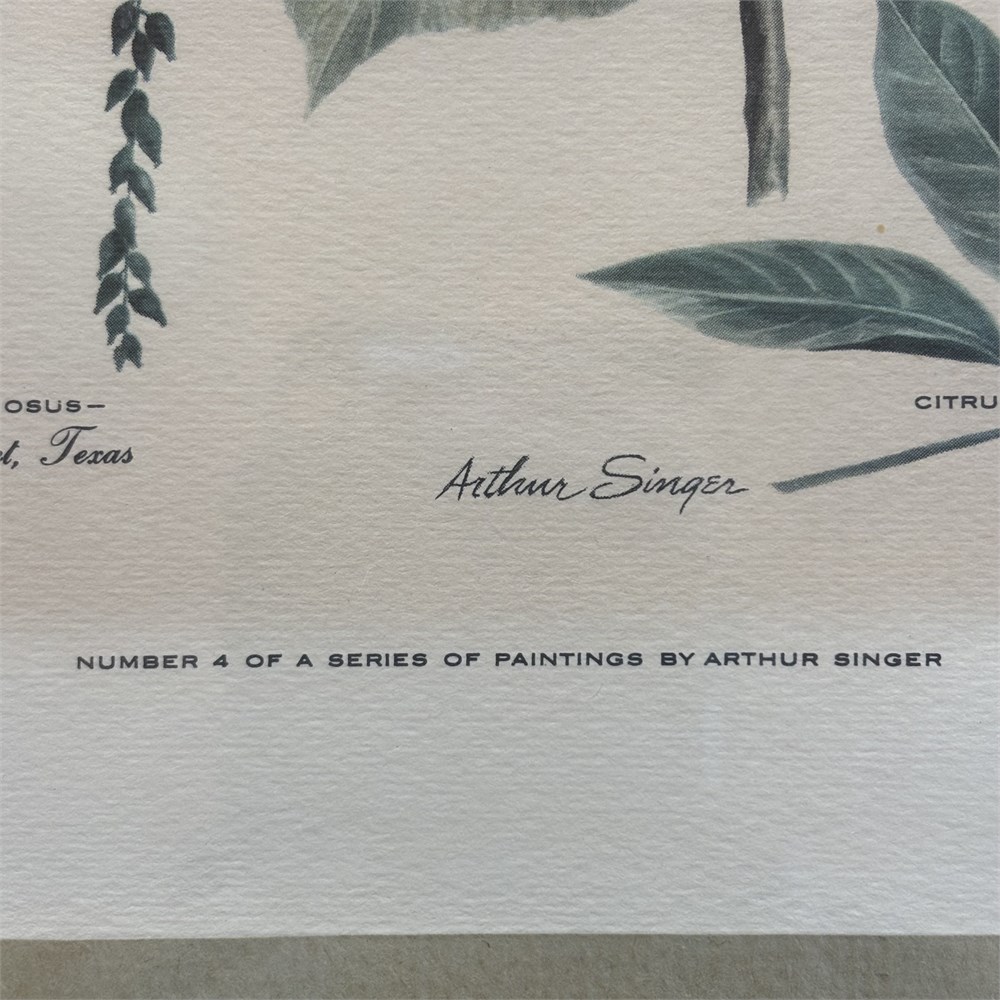 OSUS–
t, Texas
CITRU
Arthur Singer
NUMBER 4 OF A SERIES OF PAINTINGS BY ARTHUR SINGER